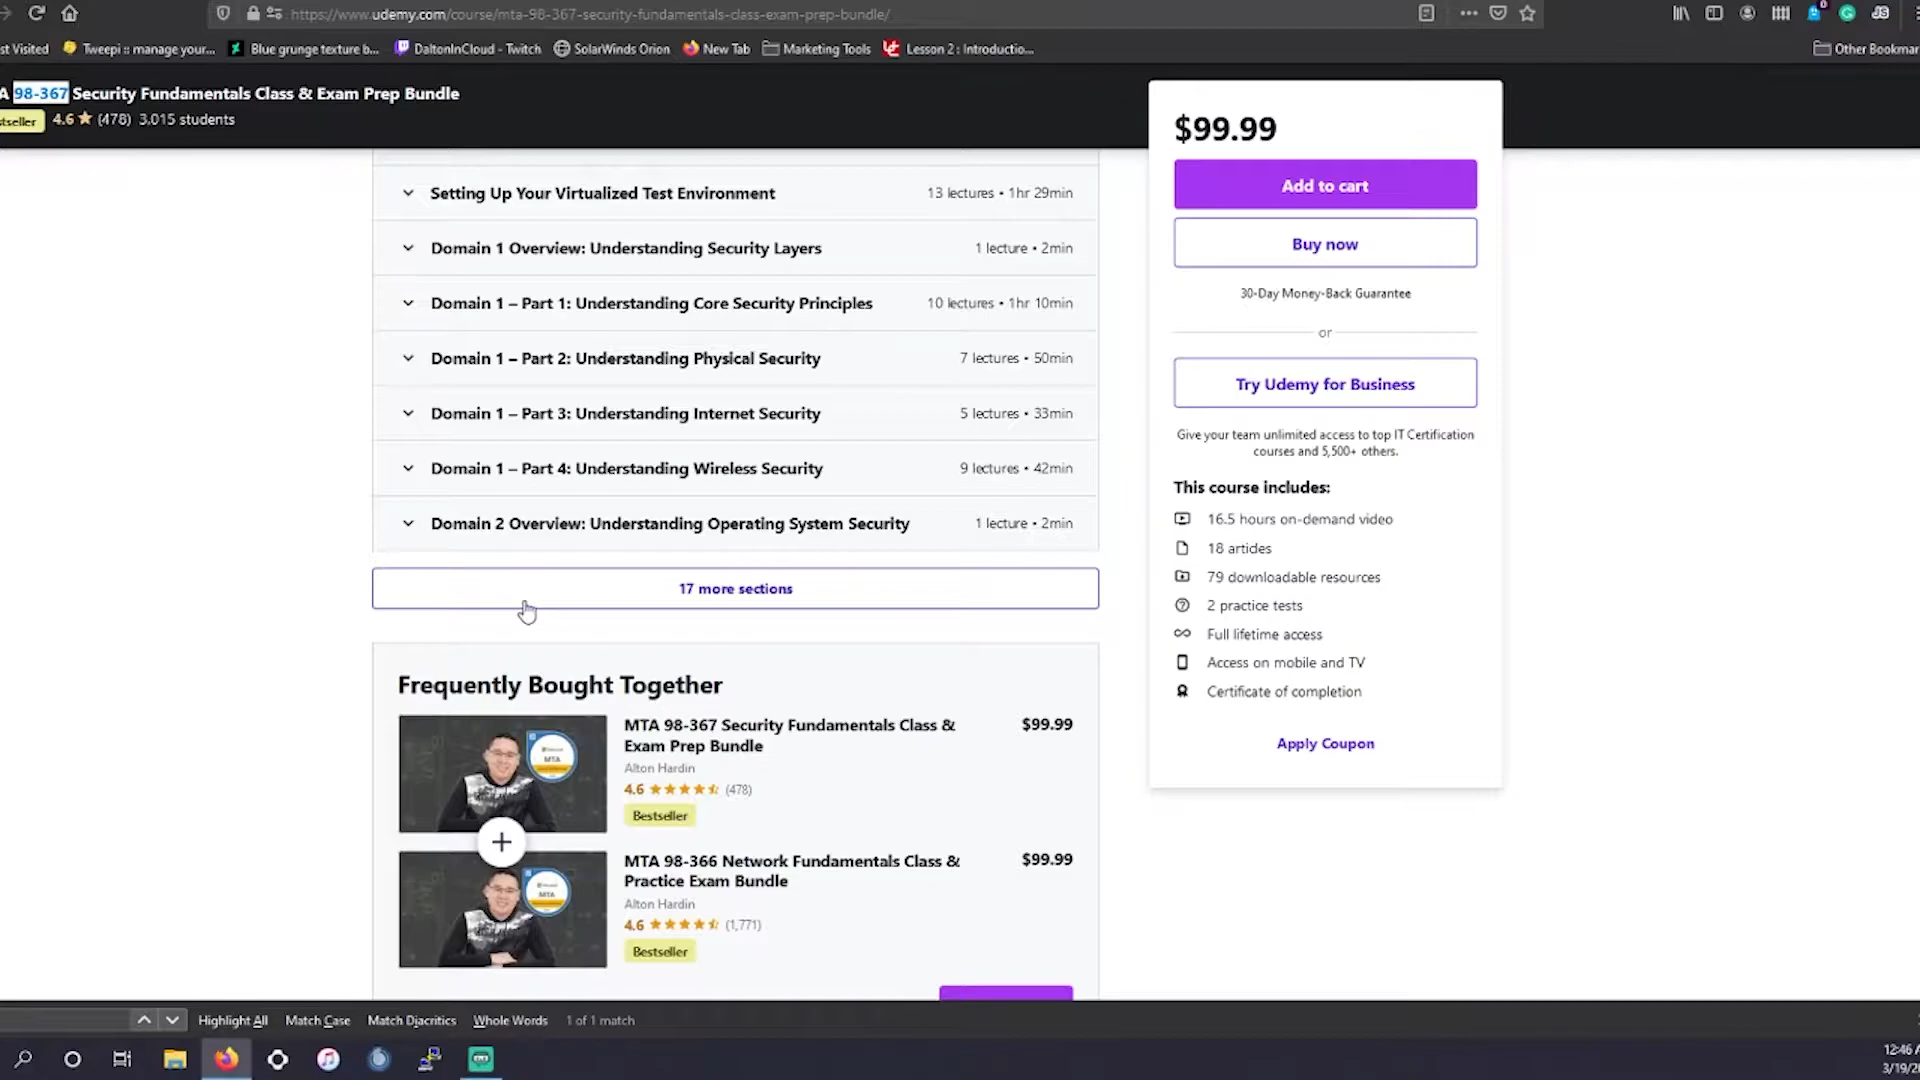 https://www.udemy.com/course/mta-98-367-security-fundamentals-class-exam-prep-bundle/
st Visited
Tweepi :: manage your...
Blue grunge texture b...
DaltonInCloud - Twitch
SolarWinds Orion
New Tab
Marketing Tools
Lesson 2 : Introductio...
Other Bookmar
A 98-367 Security Fundamentals Class & Exam Prep Bundle
tseller 4.6 (478) 3,015 students
Setting Up Your Virtualized Test Environment 13 lectures • 1hr 29min
Domain 1 Overview: Understanding Security Layers 1 lecture • 2min
Domain 1 – Part 1: Understanding Core Security Principles 10 lectures • 1hr 10min
Domain 1 – Part 2: Understanding Physical Security 7 lectures • 50min
Domain 1 – Part 3: Understanding Internet Security 5 lectures • 33min
Domain 1 – Part 4: Understanding Wireless Security 9 lectures • 42min
Domain 2 Overview: Understanding Operating System Security 1 lecture • 2min
17 more sections
Frequently Bought Together
MTA 98-367 Security Fundamentals Class & $99.99
Exam Prep Bundle
Alton Hardin
4.6 (478)
Bestseller
MTA
MTA 98-366 Network Fundamentals Class & $99.99
Practice Exam Bundle
Alton Hardin
4.6 (1,771)
Bestseller
MTA
$99.99
Add to cart
Buy now
30-Day Money-Back Guarantee
or
Try Udemy for Business
Give your team unlimited access to top IT Certification
courses and 5,500+ others.
This course includes:
16.5 hours on-demand video
18 articles
79 downloadable resources
2 practice tests
Full lifetime access
Access on mobile and TV
Certificate of completion
Apply Coupon
Highlight All
Match Case
Match Diacritics
Whole Words
1 of 1 match
12:46 A
3/19/2